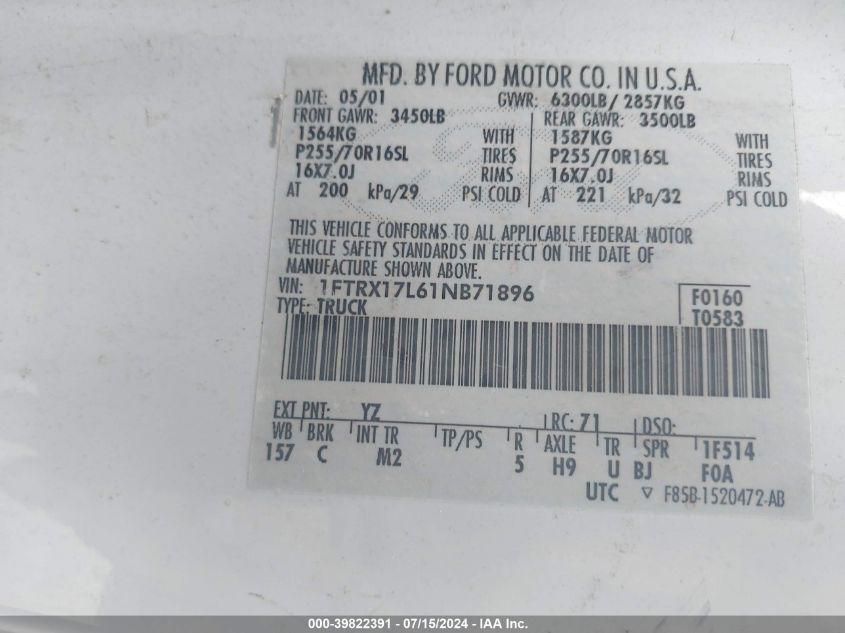 MFD. BY FORD MOTOR CO. IN U.S.A.
DATE: 05/01 GVWR: 6300LB/ 2857KG
FRONT GAWR: 3450LB REAR GAWR: 3500LB
1564KG WITH 1587KG WITH
P255/70R16SL TIRES P255/70R16SL TIRES
16X7.0J RIMS 16X7.0J RIMS
AT 200 kPa/29 PSI COLD AT 221 kPa/32 PSI COLD
THIS VEHICLE CONFORMS TO ALL APPLICABLE FEDERAL MOTOR
VEHICLE SAFETY STANDARDS IN EFFECT ON THE DATE OF
MANUFACTURE SHOWN ABOVE.
VIN: 1FTRX17L61NB71896 F0160
TYPE: TRUCK T0583
EXT PNT: YZ RC: 71 DSO:
WB BRK INT TR TP/PS R AXLE TR SPR 1F514
157 C M2 5 H9 U BJ F0A
UTC ▽ F85B-1520472-AB
000-39822391 - 07/15/2024 - IAAI Inc.